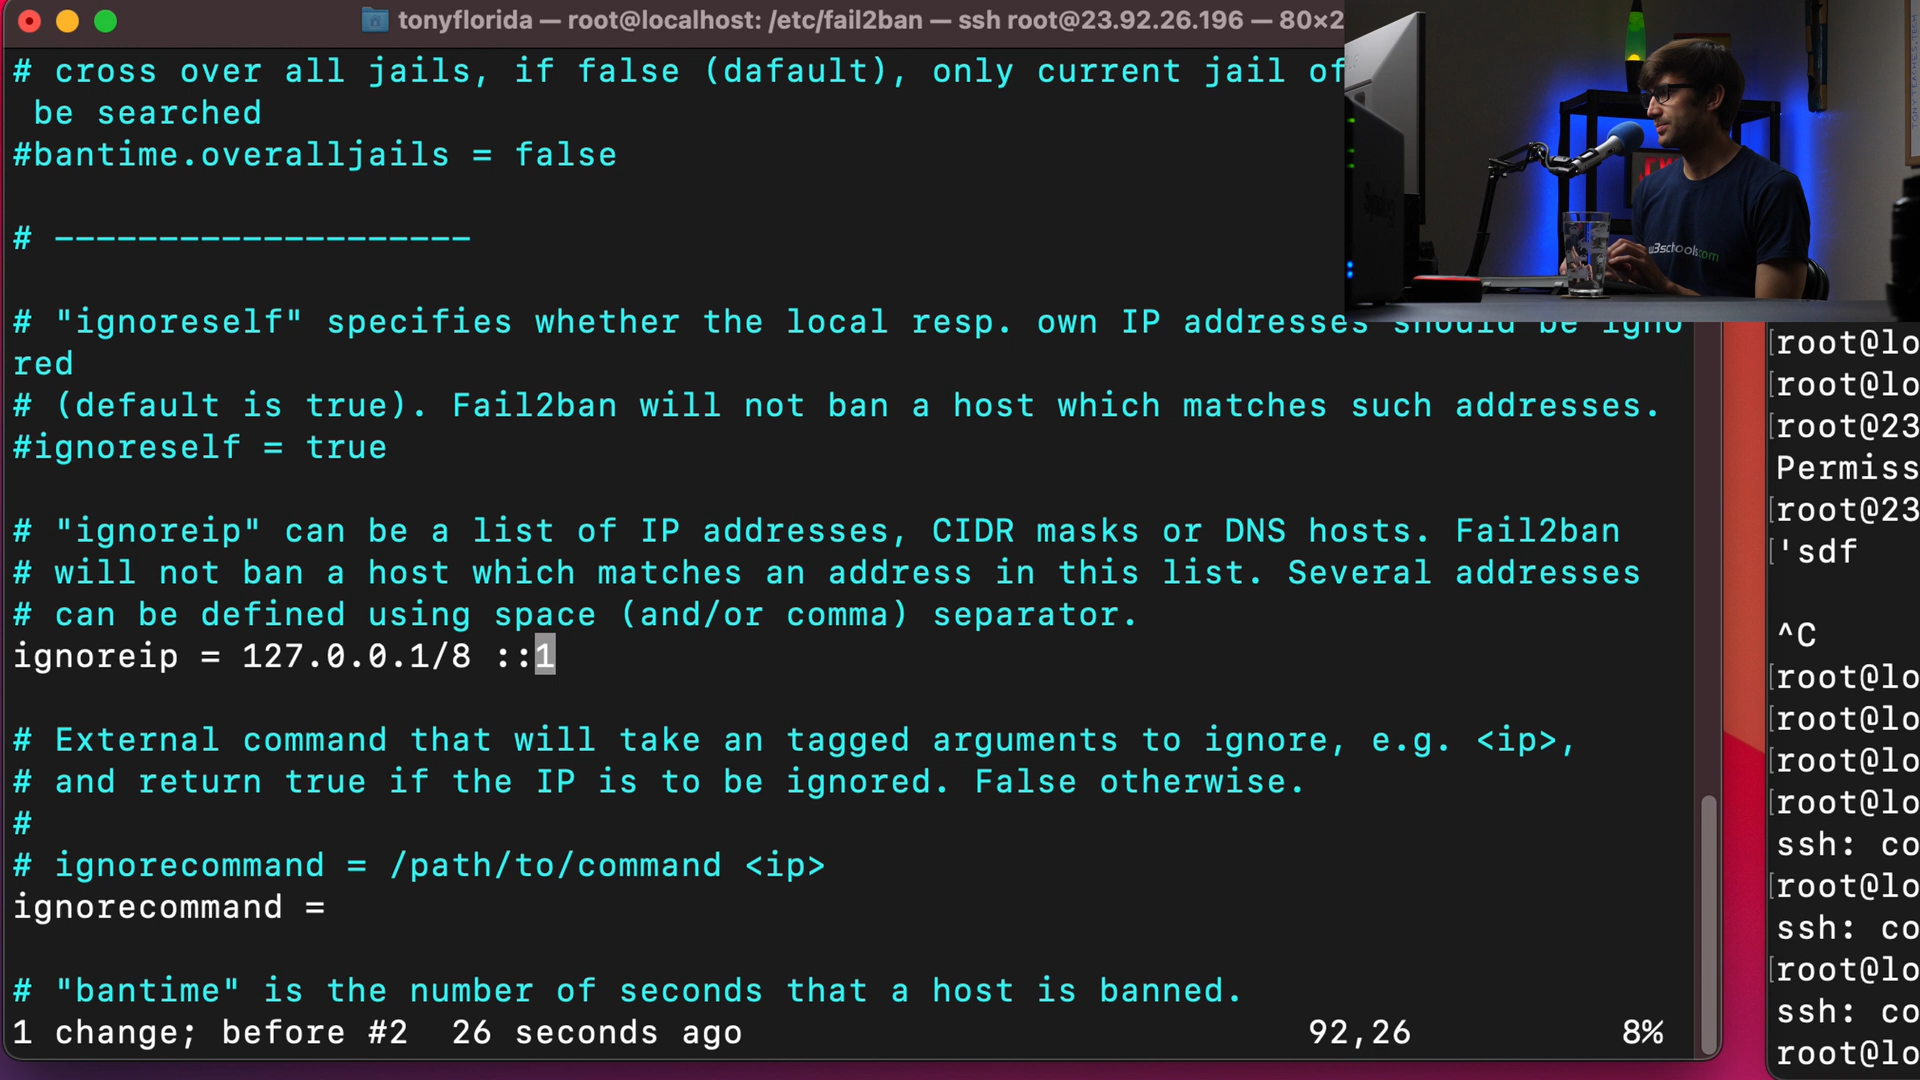 tonyflorida — root@localhost: /etc/fail2ban — ssh root@23.92.26.196 — 80×2
# cross over all jails, if false (dafault), only current jail of
be searched
#bantime.overalljails = false
# --------------------
# "ignoreself" specifies whether the local resp. own IP addresses should be igno
red
# (default is true). Fail2ban will not ban a host which matches such addresses.
#ignoreself = true
# "ignoreip" can be a list of IP addresses, CIDR masks or DNS hosts. Fail2ban
# will not ban a host which matches an address in this list. Several addresses
# can be defined using space (and/or comma) separator.
ignoreip = 127.0.0.1/8 ::1
# External command that will take an tagged arguments to ignore, e.g. <ip>,
# and return true if the IP is to be ignored. False otherwise.
#
# ignorecommand = /path/to/command <ip>
ignorecommand =
# "bantime" is the number of seconds that a host is banned.
1 change; before #2  26 seconds ago
92,26
8%
w3schools.com
[root@lo
[root@lo
[root@23
Permiss
[root@23
['sdf
^C
[root@lo
[root@lo
[root@lo
[root@lo
ssh: co
[root@lo
ssh: co
[root@lo
ssh: co
root@lo